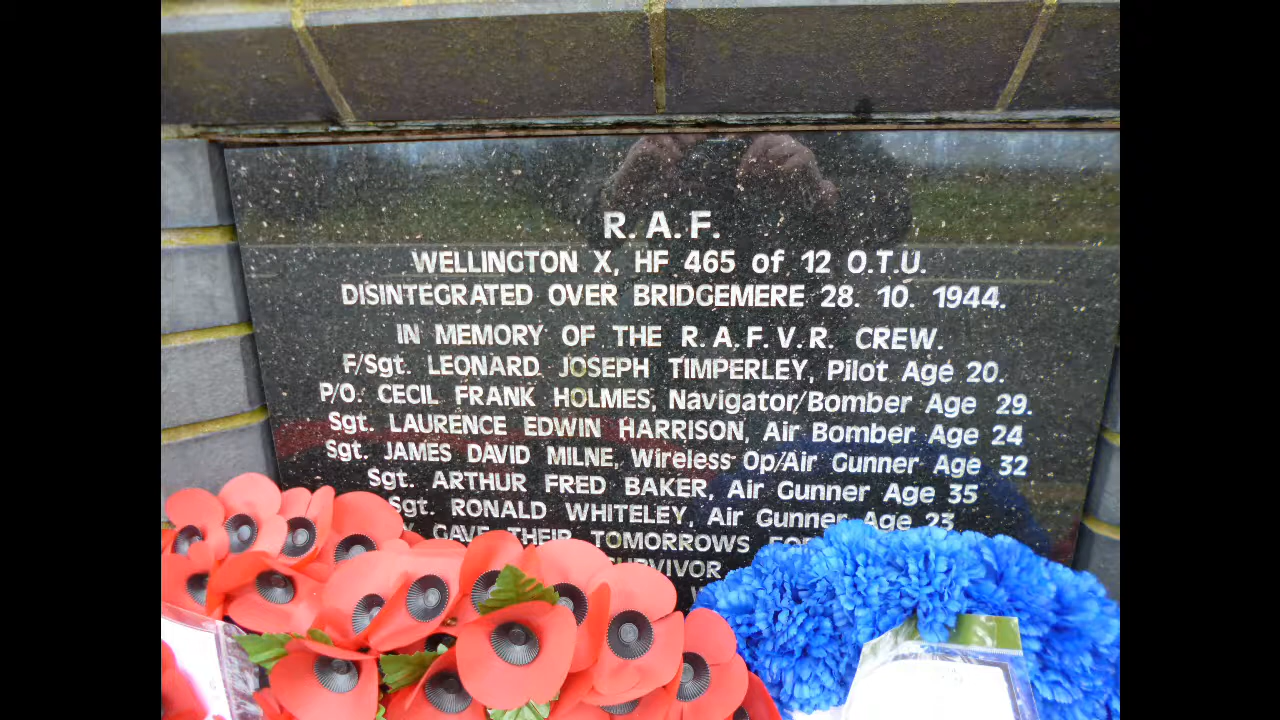 R.A.F.
WELLINGTON X, HF 465 of 12 O.T.U.
DISINTEGRATED OVER BRIDGEMERE 28. 10. 1944.
IN MEMORY OF THE R.A.F.V.R. CREW.
F/Sgt. LEONARD JOSEPH TIMPERLEY, Pilot Age 20.
P/O. CECIL FRANK HOLMES, Navigator/Bomber Age 29.
Sgt. LAURENCE EDWIN HARRISON, Air Bomber Age 24
Sgt. JAMES DAVID MILNE, Wireless Op/Air Gunner Age 32
Sgt. ARTHUR FRED BAKER, Air Gunner Age 35
Sgt. RONALD WHITELEY, Air Gunner Age 23
GAVE THEIR TOMORROWS
SURVIVOR